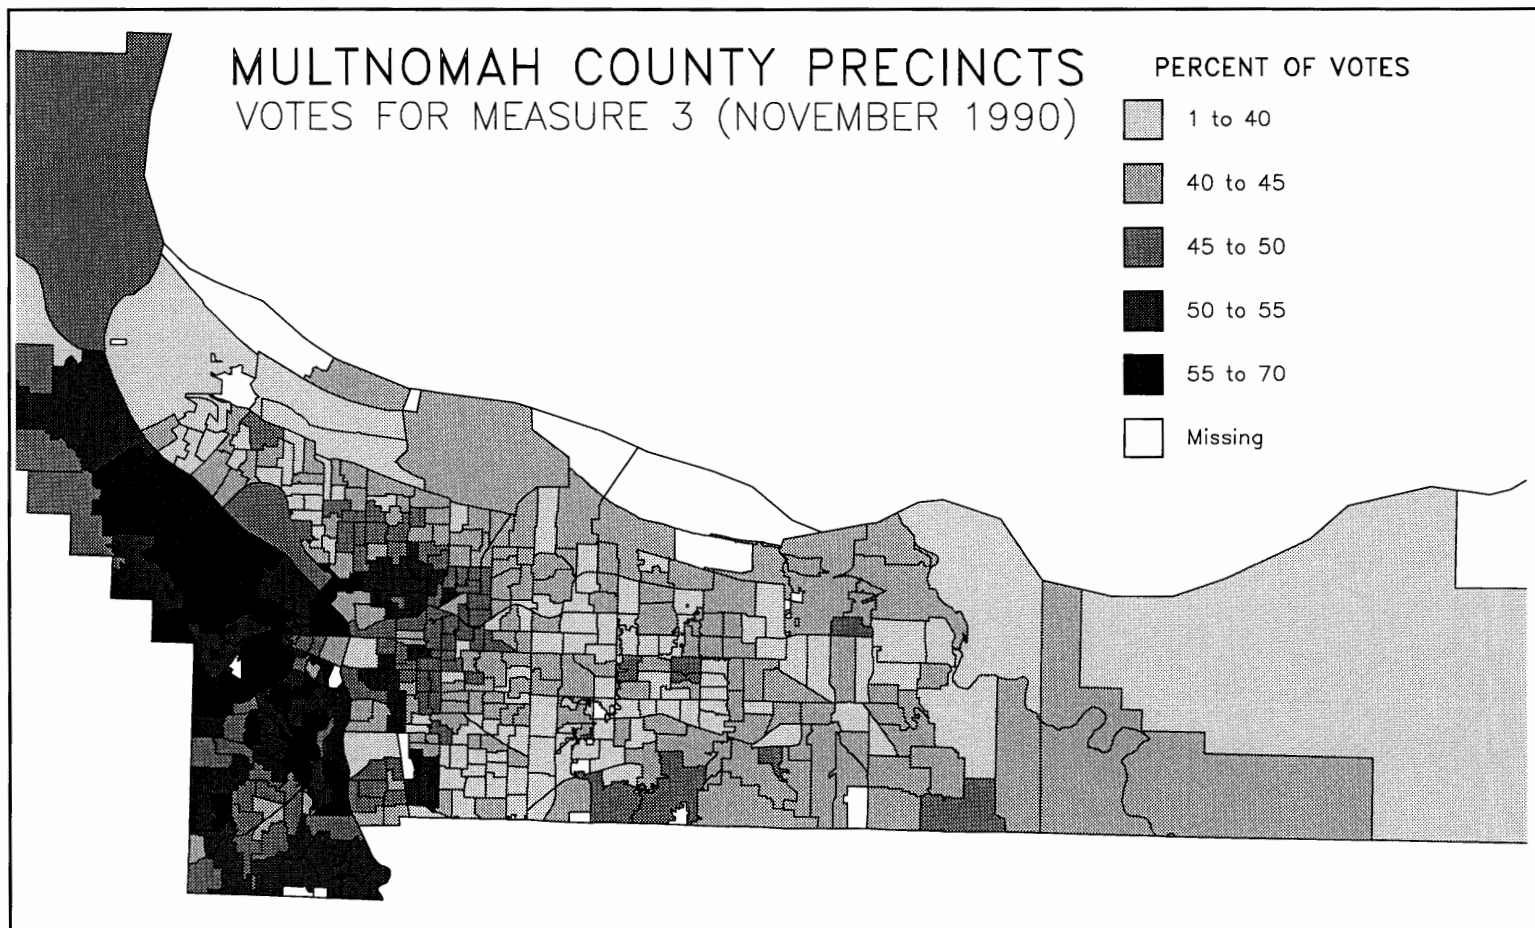 MULTNOMAH COUNTY PRECINCTS
VOTES FOR MEASURE 3 (NOVEMBER 1990)
PERCENT OF VOTES
1 to 40
40 to 45
45 to 50
50 to 55
55 to 70
Missing